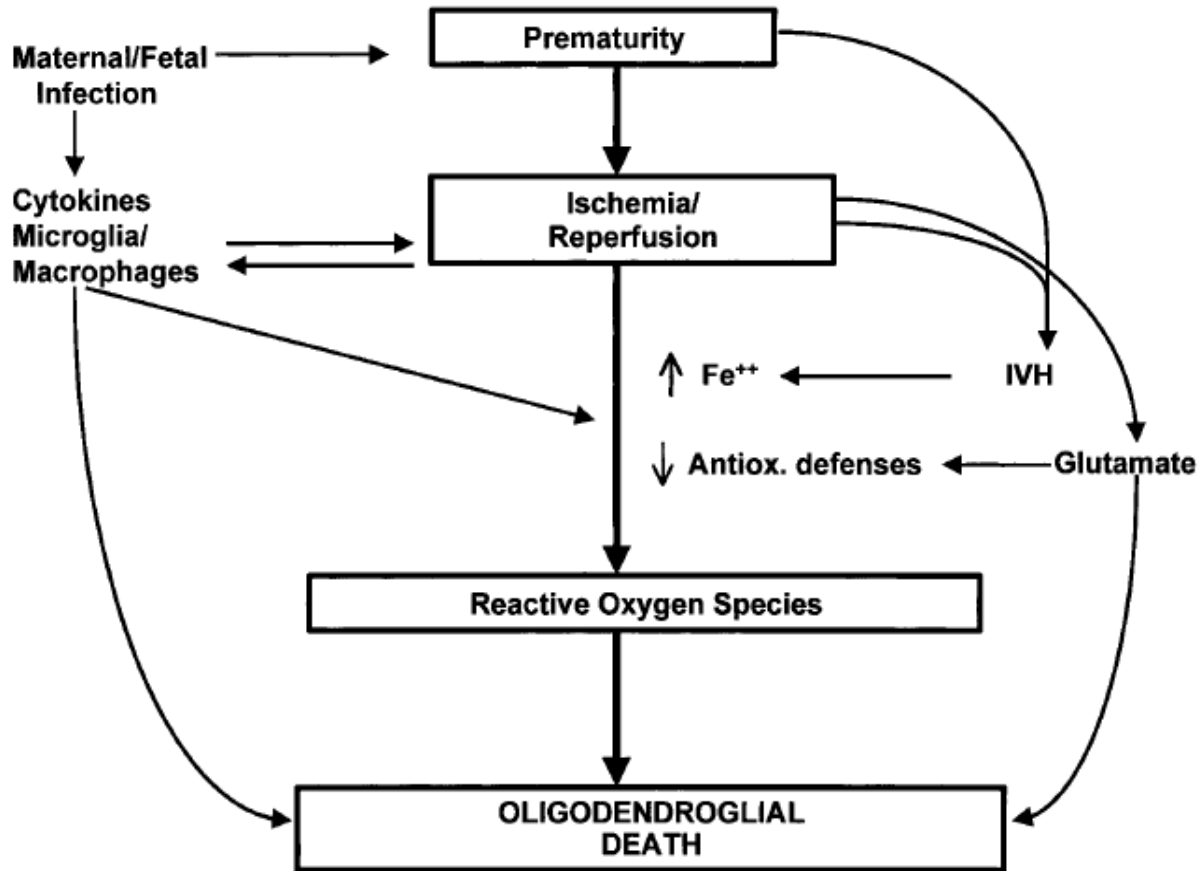 Prematurity
Maternal/Fetal
Infection
Cytokines
Microglia/
Macrophages
Ischemia/
Reperfusion
↑ Fe⁺⁺
IVH
↓ Antiox. defenses
Glutamate
Reactive Oxygen Species
OLIGODENDROGLIAL
DEATH